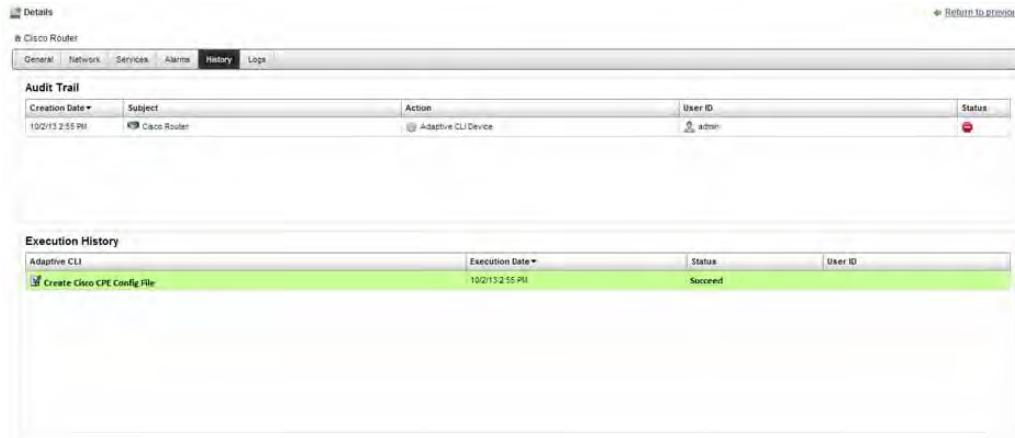 Details
Return to previou
Cisco Router
General Network Services Alarms History Logs
Audit Trail
Creation Date Subject Action User ID Status
10/2/13 2:55 PM Cisco Router Adaptive CLI Device admin
Execution History
Adaptive CLI Execution Date Status User ID
Create Cisco CPE Config File 10/2/13 2:55 PM Succeed